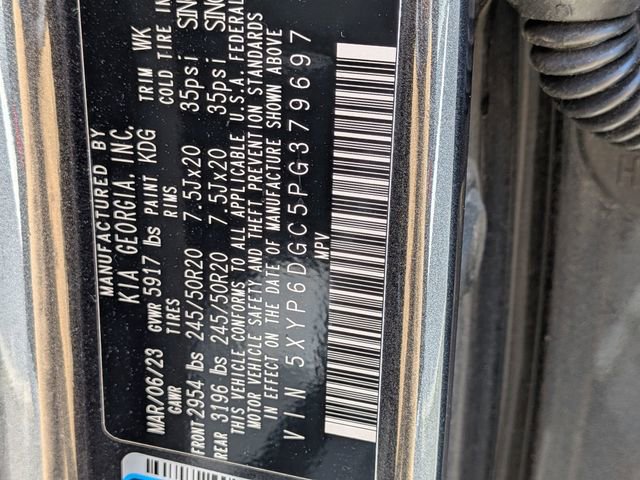 MANUFACTURED BY
KIA GEORGIA, INC.
MAR/06/23 GVWR 5917 lbs PAINT KDG TRIM WK
GAWR TIRES RIMS COLD TIRE IN
FRONT 2954 lbs 245/50R20 7.5Jx20 35psi SING
REAR 3196 lbs 245/50R20 7.5Jx20 35psi SING
THIS VEHICLE CONFORMS TO ALL APPLICABLE U.S.A. FEDERAL
MOTOR VEHICLE SAFETY AND THEFT PREVENTION STANDARDS
IN EFFECT ON THE DATE OF MANUFACTURE SHOWN ABOVE
VIN 5XYP6DGC5PG379697
MPV